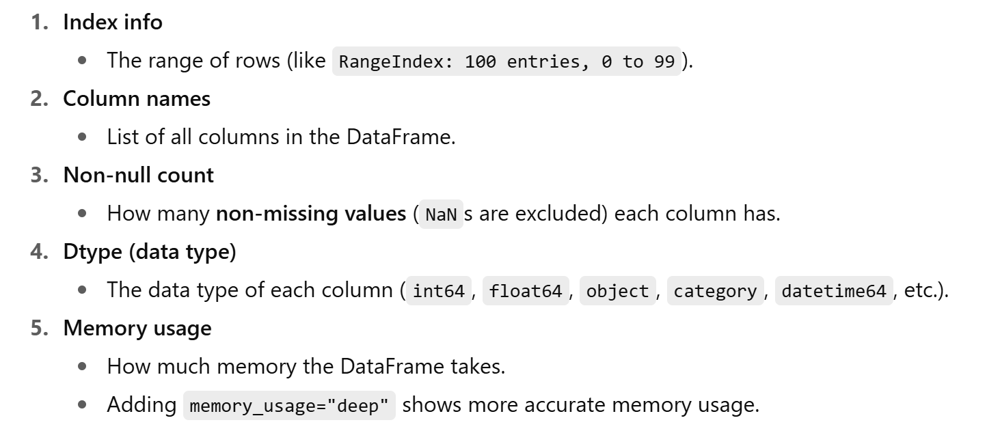 1. Index info
• The range of rows (like RangeIndex: 100 entries, 0 to 99).
2. Column names
• List of all columns in the DataFrame.
3. Non-null count
• How many non-missing values (NaNs are excluded) each column has.
4. Dtype (data type)
• The data type of each column (int64, float64, object, category, datetime64, etc.).
5. Memory usage
• How much memory the DataFrame takes.
• Adding memory_usage="deep" shows more accurate memory usage.